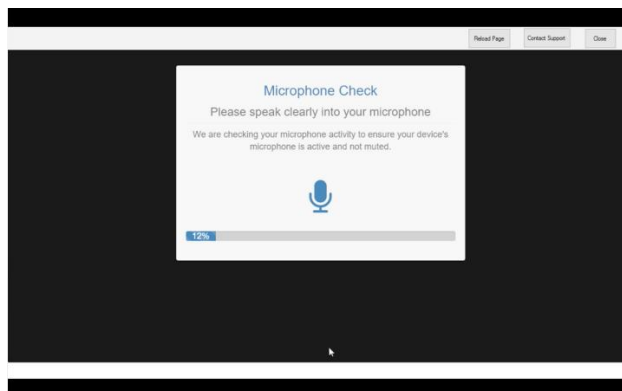 Reload Page Contact Support Close
Microphone Check
Please speak clearly into your microphone
We are checking your microphone activity to ensure your device's
microphone is active and not muted.
12%